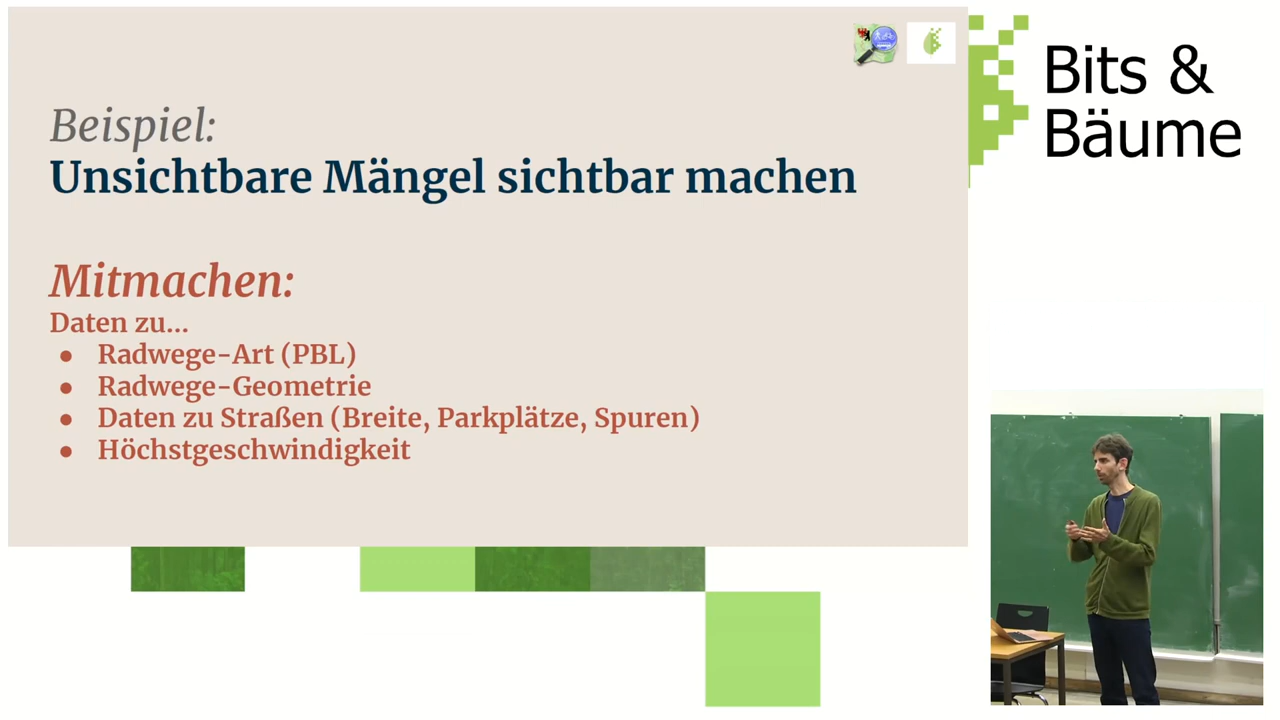 Beispiel:
Unsichtbare Mängel sichtbar machen
Mitmachen:
Daten zu...
● Radwege-Art (PBL)
● Radwege-Geometrie
● Daten zu Straßen (Breite, Parkplätze, Spuren)
● Höchstgeschwindigkeit
Bits &
Bäume